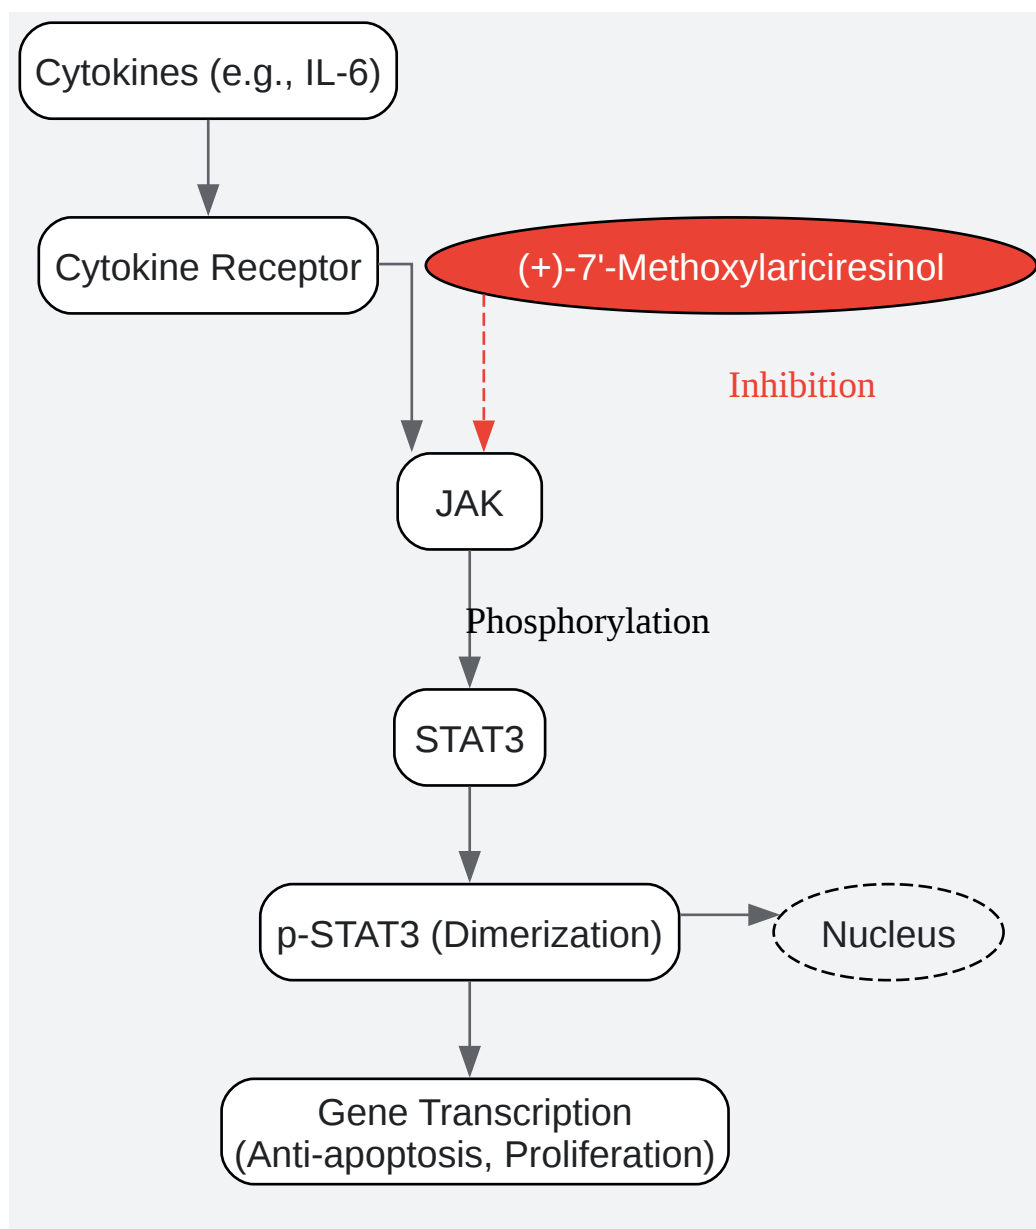 Cytokines (e.g., IL-6)
Cytokine Receptor
(+)-7'-Methoxylariciresinol
Inhibition
JAK
Phosphorylation
STAT3
p-STAT3 (Dimerization)
Nucleus
Gene Transcription
(Anti-apoptosis, Proliferation)